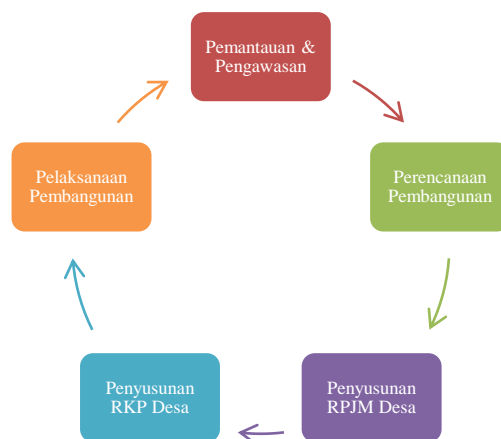 Pemantauan &
Pengawasan
Perencanaan
Pembangunan
Penyusunan
RPJM Desa
Penyusunan
RKP Desa
Pelaksanaan
Pembangunan